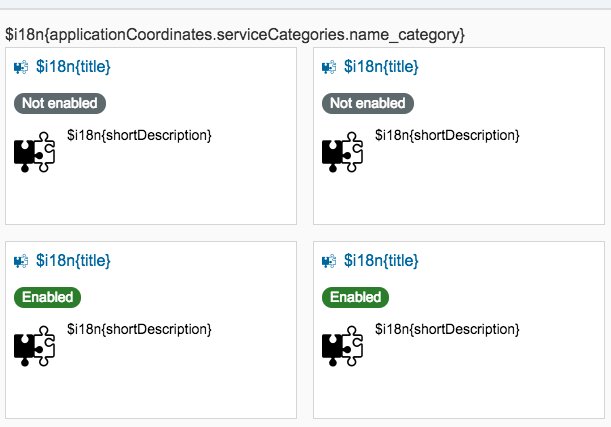 $i18n{applicationCoordinates.serviceCategories.name_category}
$i18n{title}
Not enabled
$i18n{shortDescription}
$i18n{title}
Not enabled
$i18n{shortDescription}
$i18n{title}
Enabled
$i18n{shortDescription}
$i18n{title}
Enabled
$i18n{shortDescription}